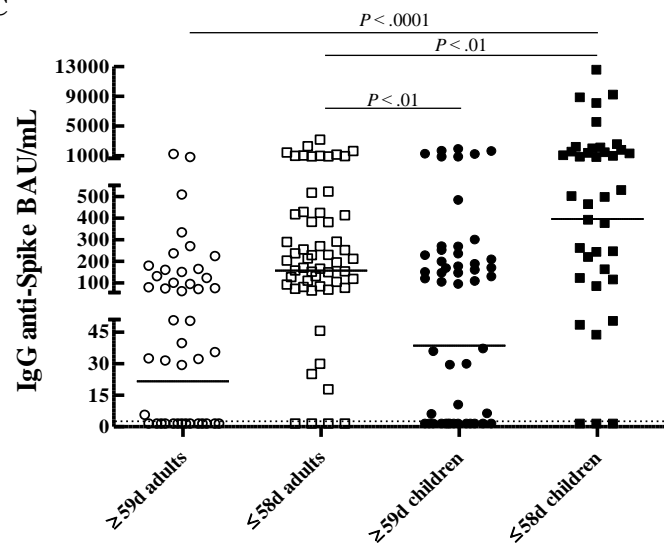 C
P < .0001
P < .01
P < .01
IgG anti-Spike BAU/mL
13000
9000
5000
1000
500
400
300
200
100
45
30
15
0
≥59d adults
≤58d adults
≥59d children
≤58d children